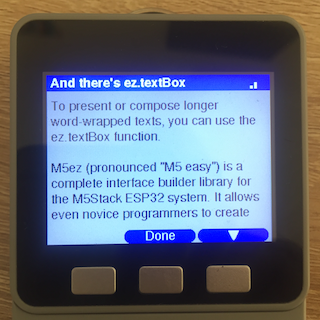 And there's ez.textBox
To present or compose longer
word-wrapped texts, you can use the
ez.textBox function.
M5ez (pronounced "M5 easy") is a
complete interface builder library for
the M5Stack ESP32 system. It allows
even novice programmers to create
Done